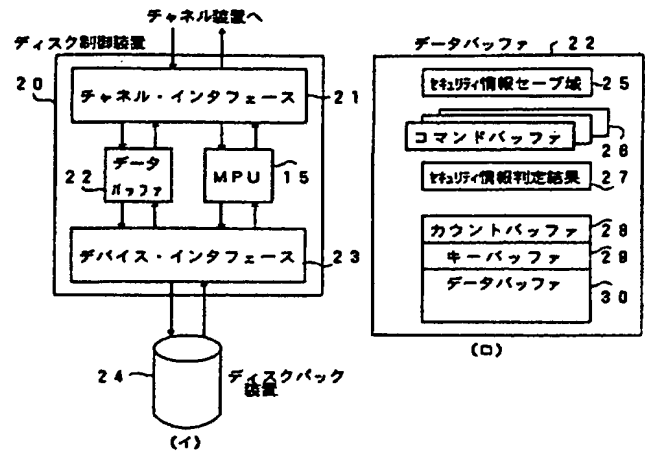 チャネル装置へ
ディスク制御装置
20
チャネル・インタフェース
21
データ
バッファ
22
MPU
15
デバイス・インタフェース
23
24
ディスクパック
装置
(イ)
データバッファ
22
セキュリティ情報セーブ域
25
コマンドバッファ
26
セキュリティ情報判定結果
27
カウントバッファ
28
キーバッファ
29
データバッファ
30
(ロ)